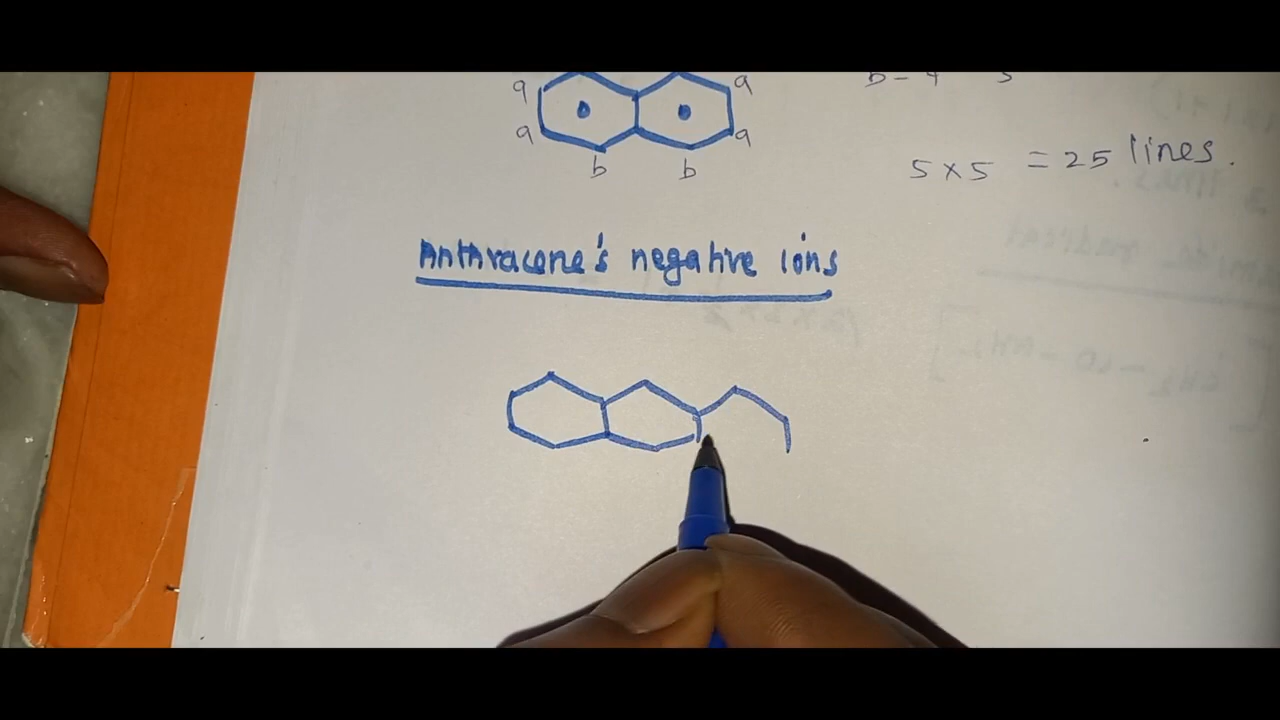 a a
a a
b b
5 x 5 = 25 lines.
Anthracene's negative ions